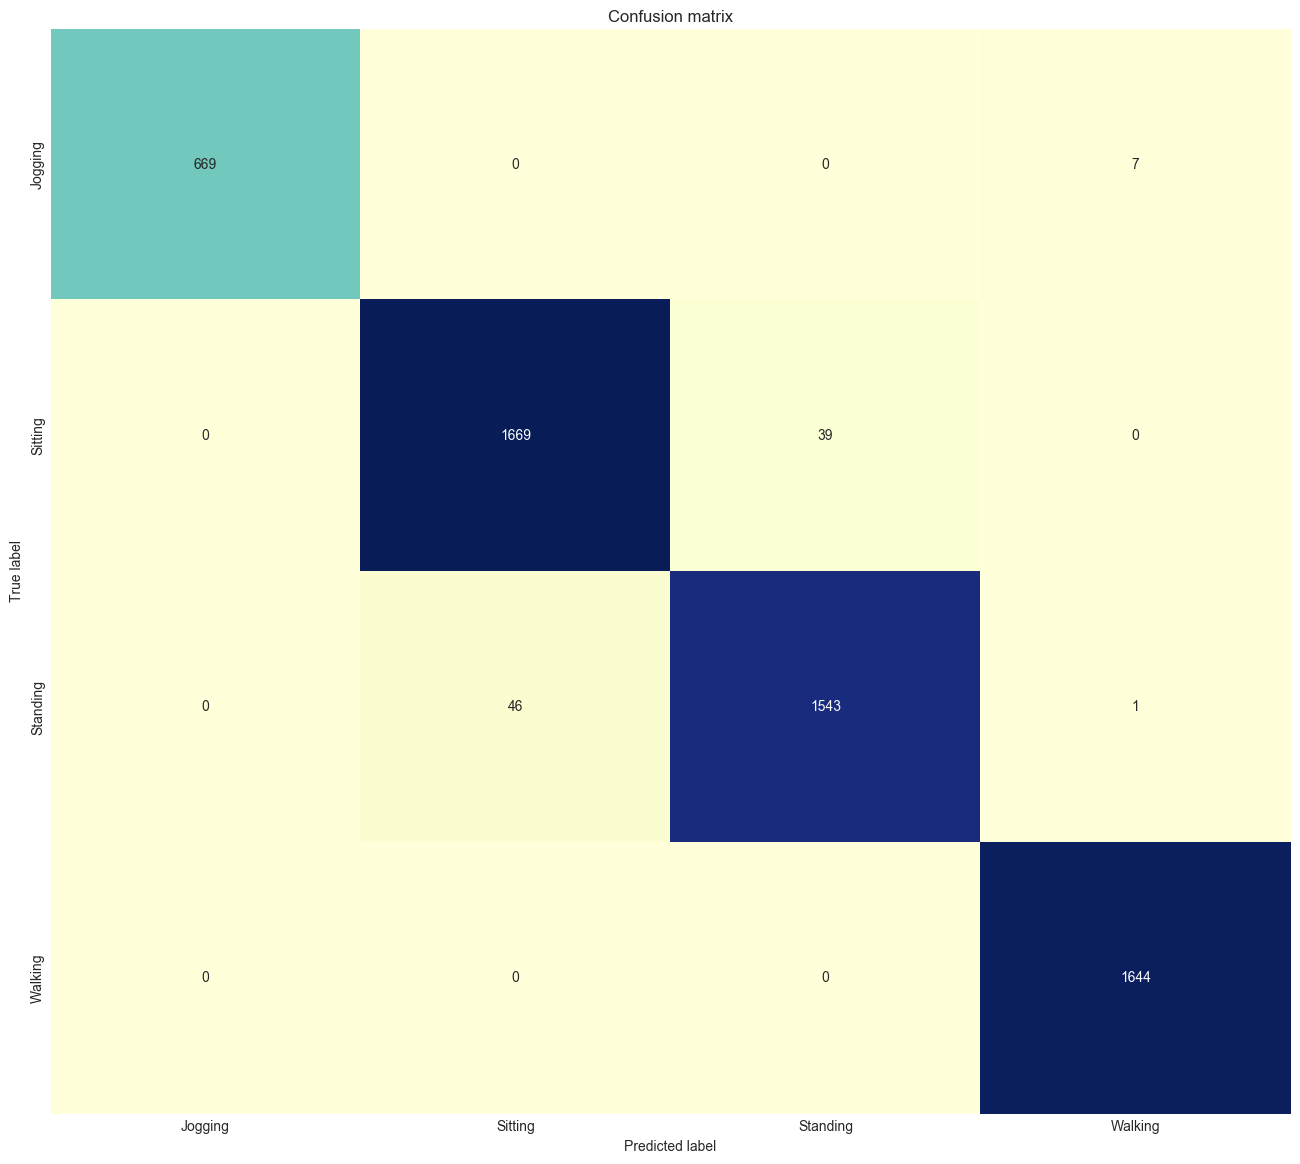 Confusion matrix
Jogging
669 0 0 7
Sitting
0 1669 39 0
True label
Standing
0 46 1543 1
Walking
0 0 0 1644
Jogging Sitting Standing Walking
Predicted label